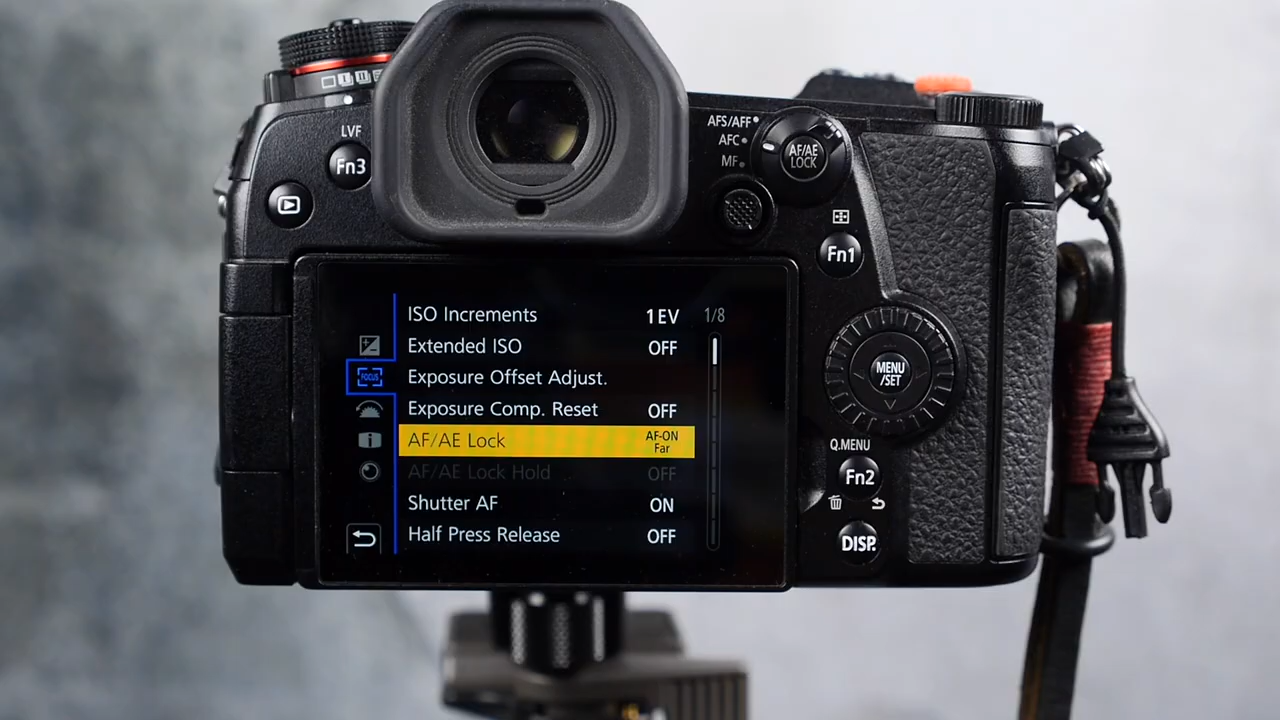 LVF
Fn3
AFS/AFF
AFC
MF
AF/AE
LOCK
Fn1
ISO Increments 1EV 1/8
Extended ISO OFF
Exposure Offset Adjust.
Exposure Comp. Reset OFF
AF/AE Lock AF-ON
Far
AF/AE Lock Hold OFF
Shutter AF ON
Half Press Release OFF
FOCUS
MENU
/SET
Q.MENU
Fn2
DISP.